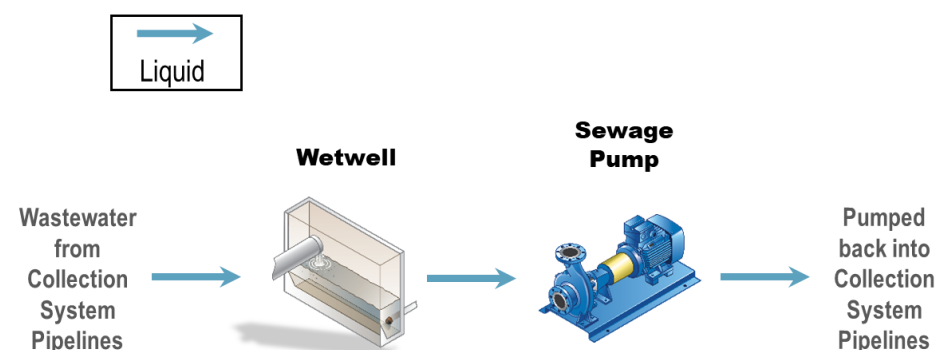 Liquid
Sewage
Pump
Wetwell
Wastewater
from
Collection
System
Pipelines
Pumped
back into
Collection
System
Pipelines